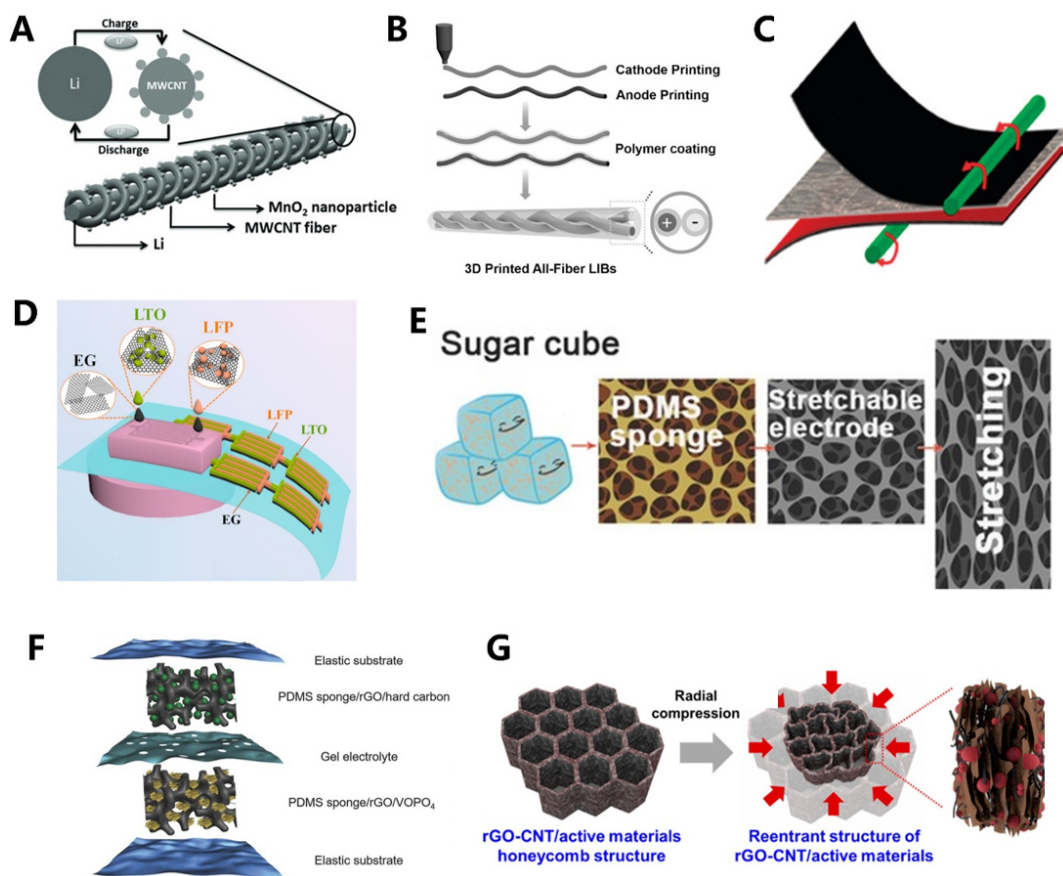 A
Charge
Li⁺
Li
MWCNT
Li⁺
Discharge
MnO₂ nanoparticle
MWCNT fiber
Li
B
Cathode Printing
Anode Printing
Polymer coating
+ -
3D Printed All-Fiber LIBs
C
D
LTO
LFP
EG
LFP
LTO
EG
E
Sugar cube
PDMS
sponge
Stretchable
electrode
Stretching
F
Elastic substrate
PDMS sponge/rGO/hard carbon
Gel electrolyte
PDMS sponge/rGO/VOPO₄
Elastic substrate
G
Radial
compression
rGO-CNT/active materials
honeycomb structure
Reentrant structure of
rGO-CNT/active materials